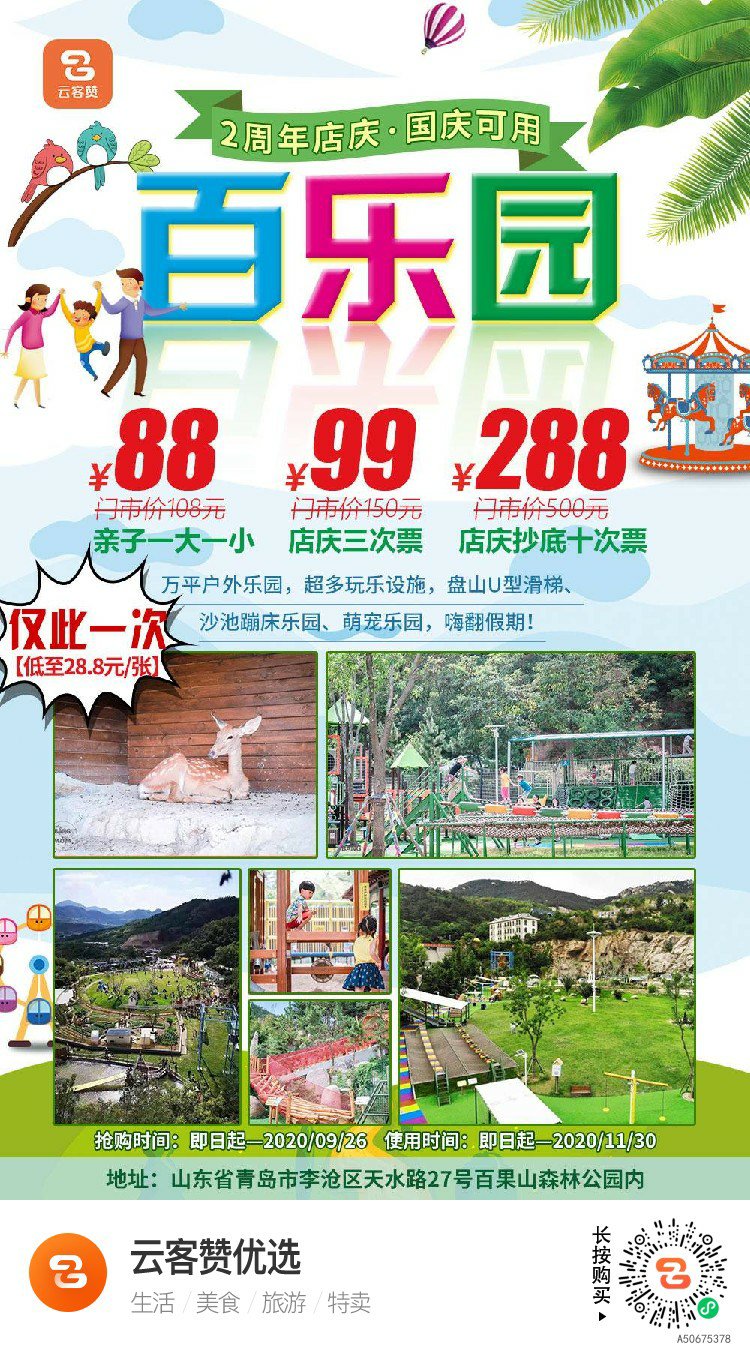 云客赞
2周年店庆·国庆可用
百乐园
¥88 ¥99 ¥288
门市价108元 门市价150元 门市价500元
亲子一大一小 店庆三次票 店庆抄底十次票
万平户外乐园，超多玩乐设施，盘山U型滑梯、
沙池蹦床乐园、萌宠乐园，嗨翻假期！
仅此一次
【低至28.8元/张】
抢购时间：即日起—2020/09/26 使用时间：即日起—2020/11/30
地址：山东省青岛市李沧区天水路27号百果山森林公园内
云客赞优选
生活/美食/旅游/特卖
长按购买
A50675378